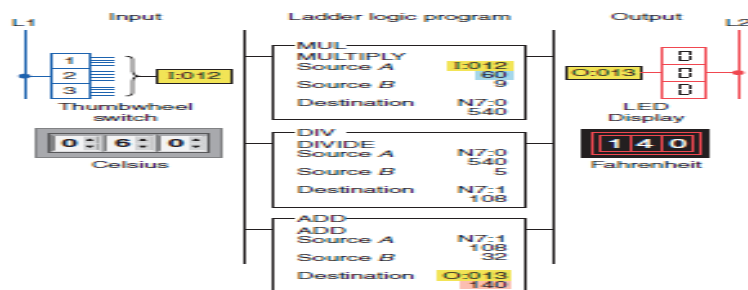 Input
Ladder logic program
Output
L1
L2
1
2
3
I:012
Thumbwheel
switch
0 6 0
Celsius
MUL
MULTIPLY
Source A I:012
60
Source B 9
Destination N7:0
540
DIV
DIVIDE
Source A N7:0
540
Source B 5
Destination N7:1
108
ADD
ADD
Source A N7:1
108
Source B 32
Destination O:013
140
O:013
0
0
0
LED
Display
1 4 0
Fahrenheit